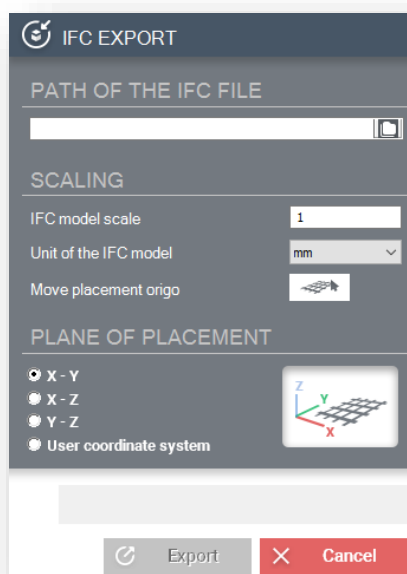 IFC EXPORT
PATH OF THE IFC FILE
SCALING
IFC model scale 1
Unit of the IFC model mm
Move placement origo
PLANE OF PLACEMENT
X - Y
X - Z
Y - Z
User coordinate system
Z
Y
X
Export Cancel